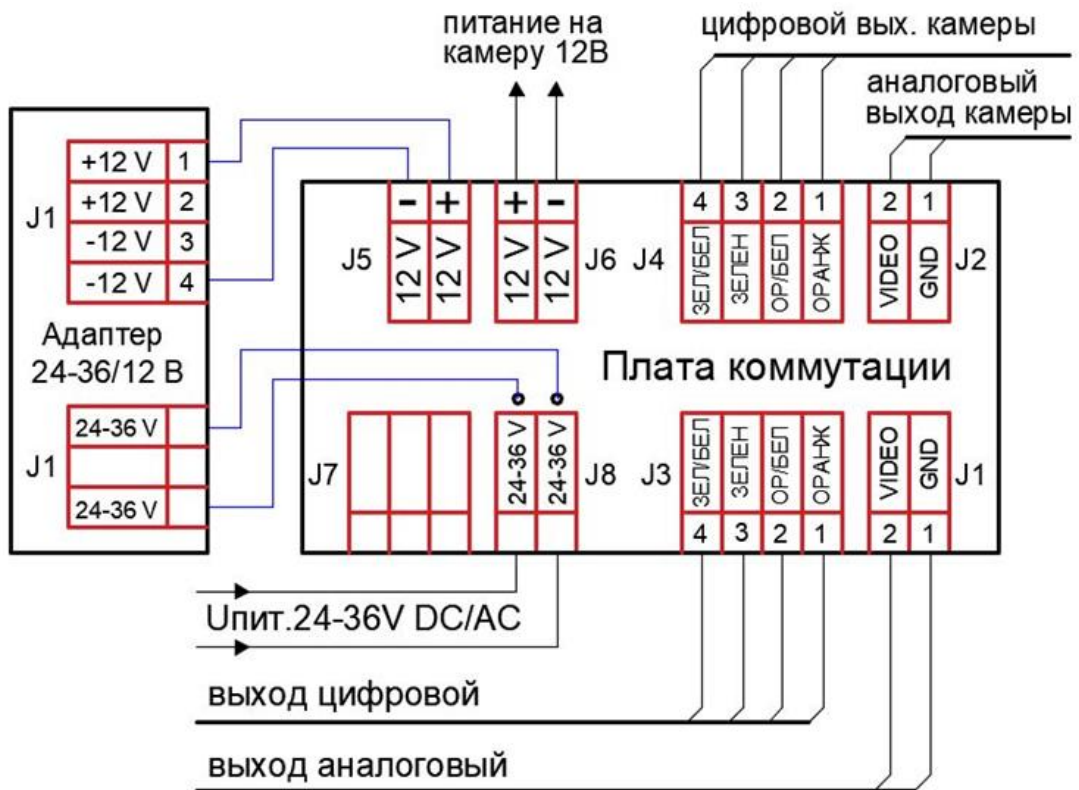 питание на
камеру 12В
цифровой вых. камеры
аналоговый
выход камеры
J1
+12 V 1
+12 V 2
-12 V 3
-12 V 4
Адаптер
24-36/12 В
J1
24-36 V
24-36 V
J5
- +
12 V 12 V
+ -
12 V 12 V
J6
J4
4 3 2 1
ЗЕЛ/БЕЛ ЗЕЛЕН ОР/БЕЛ ОРАНЖ
2 1
VIDEO GND
J2
Плата коммутации
J7
24-36 V 24-36 V
J8
J3
ЗЕЛ/БЕЛ ЗЕЛЕН ОР/БЕЛ ОРАНЖ
4 3 2 1
VIDEO GND
2 1
J1
Uпит.24-36V DC/AC
выход цифровой
выход аналоговый